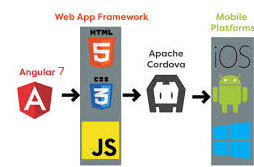 Web App Framework
Mobile
Platforms
HTML
5
Apache
Cordova
iOS
Angular 7
A
CSS
3
JS